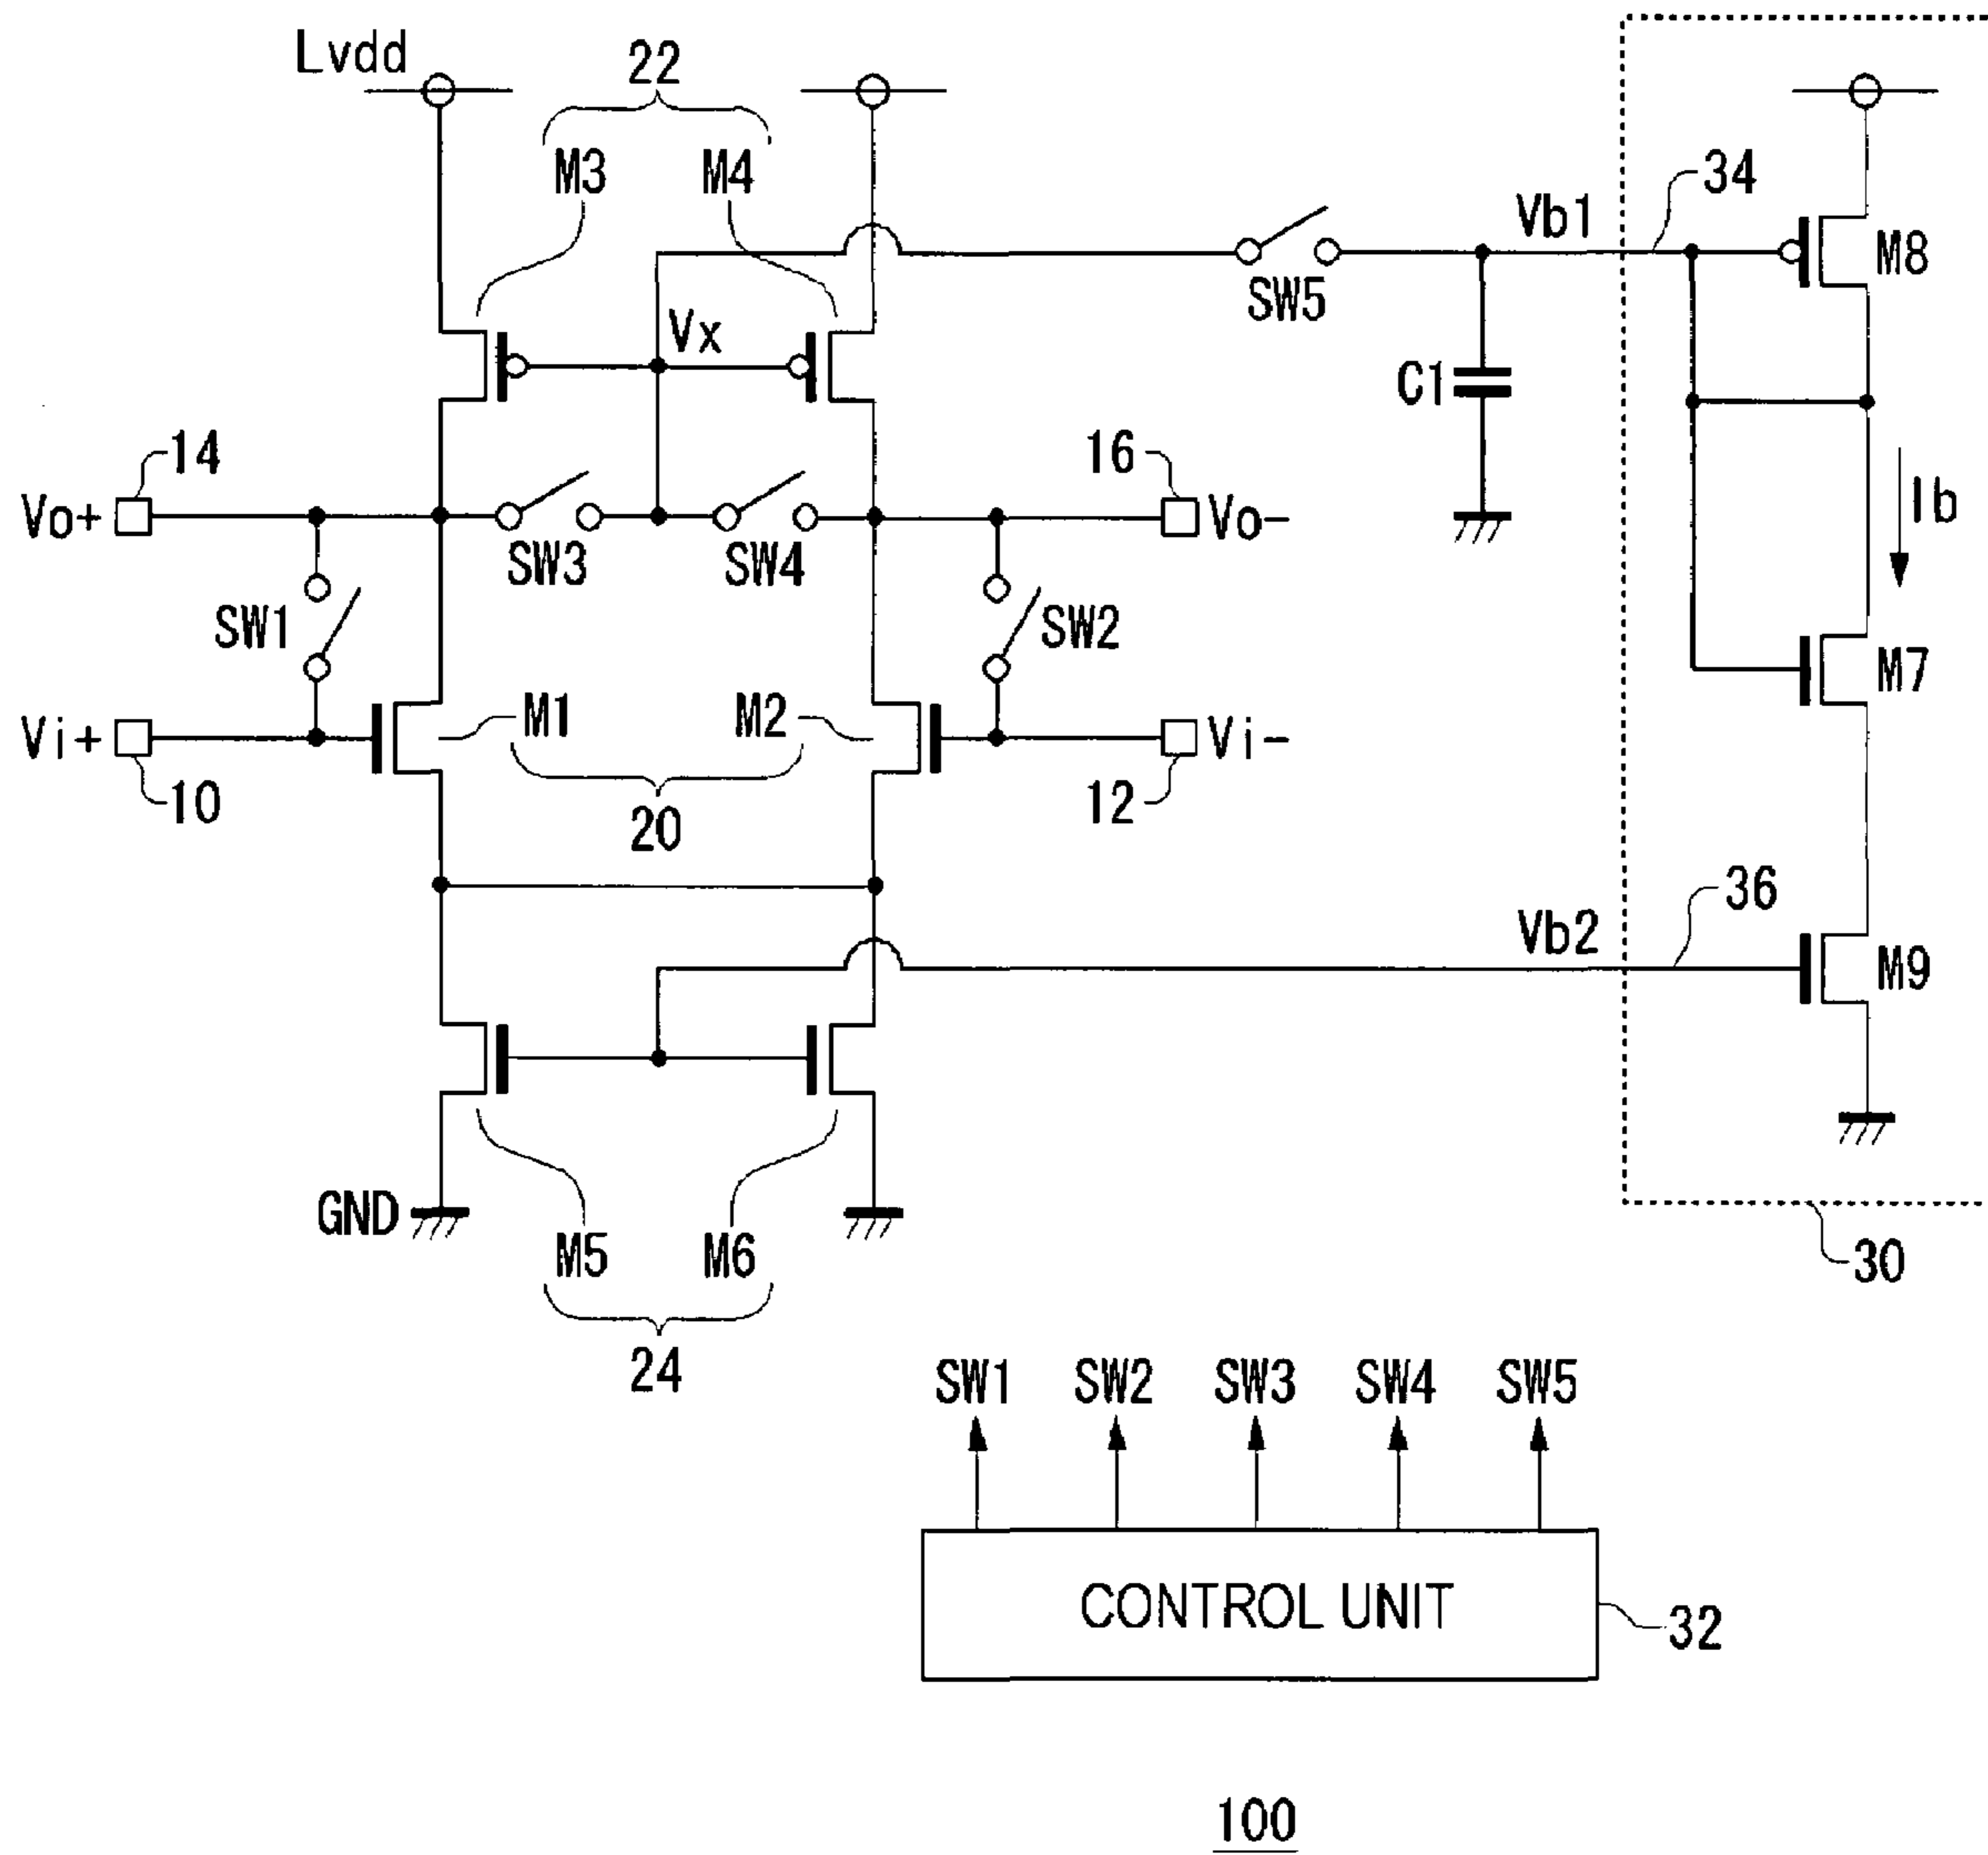 Lvdd
22
M3
M4
34
Vb1
M8
SW5
Vx
C1
14
Vo+
16
Vo-
Ib
SW3
SW4
SW1
SW2
M7
Vi+
10
M1
M2
20
Vi-
12
36
Vb2
M9
GND
M5
M6
24
30
SW1 SW2 SW3 SW4 SW5
CONTROL UNIT
32
100